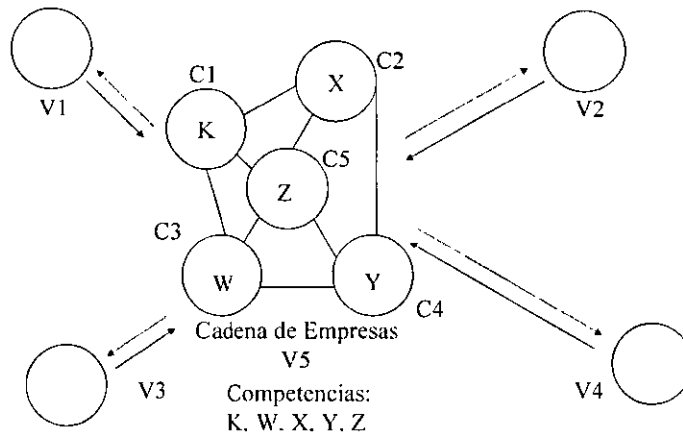 C1
X
C2
V1
V2
K
C5
Z
C3
W
Y
C4
Cadena de Empresas
V5
V3
V4
Competencias:
K, W, X, Y, Z